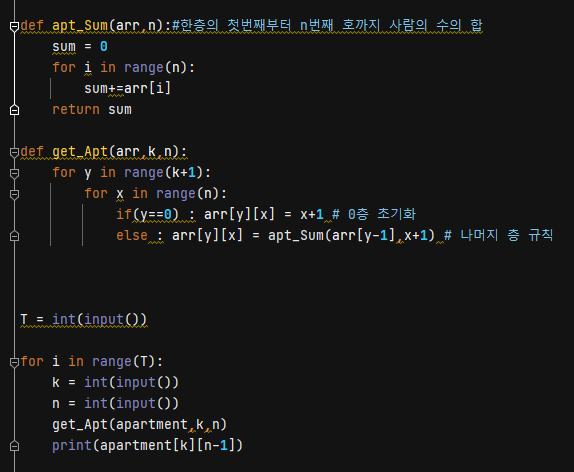 def apt_Sum(arr,n):#한층의 첫번째부터 n번째 호까지 사람의 수의 합
    sum = 0
    for i in range(n):
        sum+=arr[i]
    return sum
def get_Apt(arr,k,n):
    for y in range(k+1):
        for x in range(n):
            if(y==0) : arr[y][x] = x+1 # 0층 초기화
            else : arr[y][x] = apt_Sum(arr[y-1],x+1) # 나머지 층 규칙
T = int(input())
for i in range(T):
    k = int(input())
    n = int(input())
    get_Apt(apartment,k,n)
    print(apartment[k][n-1])